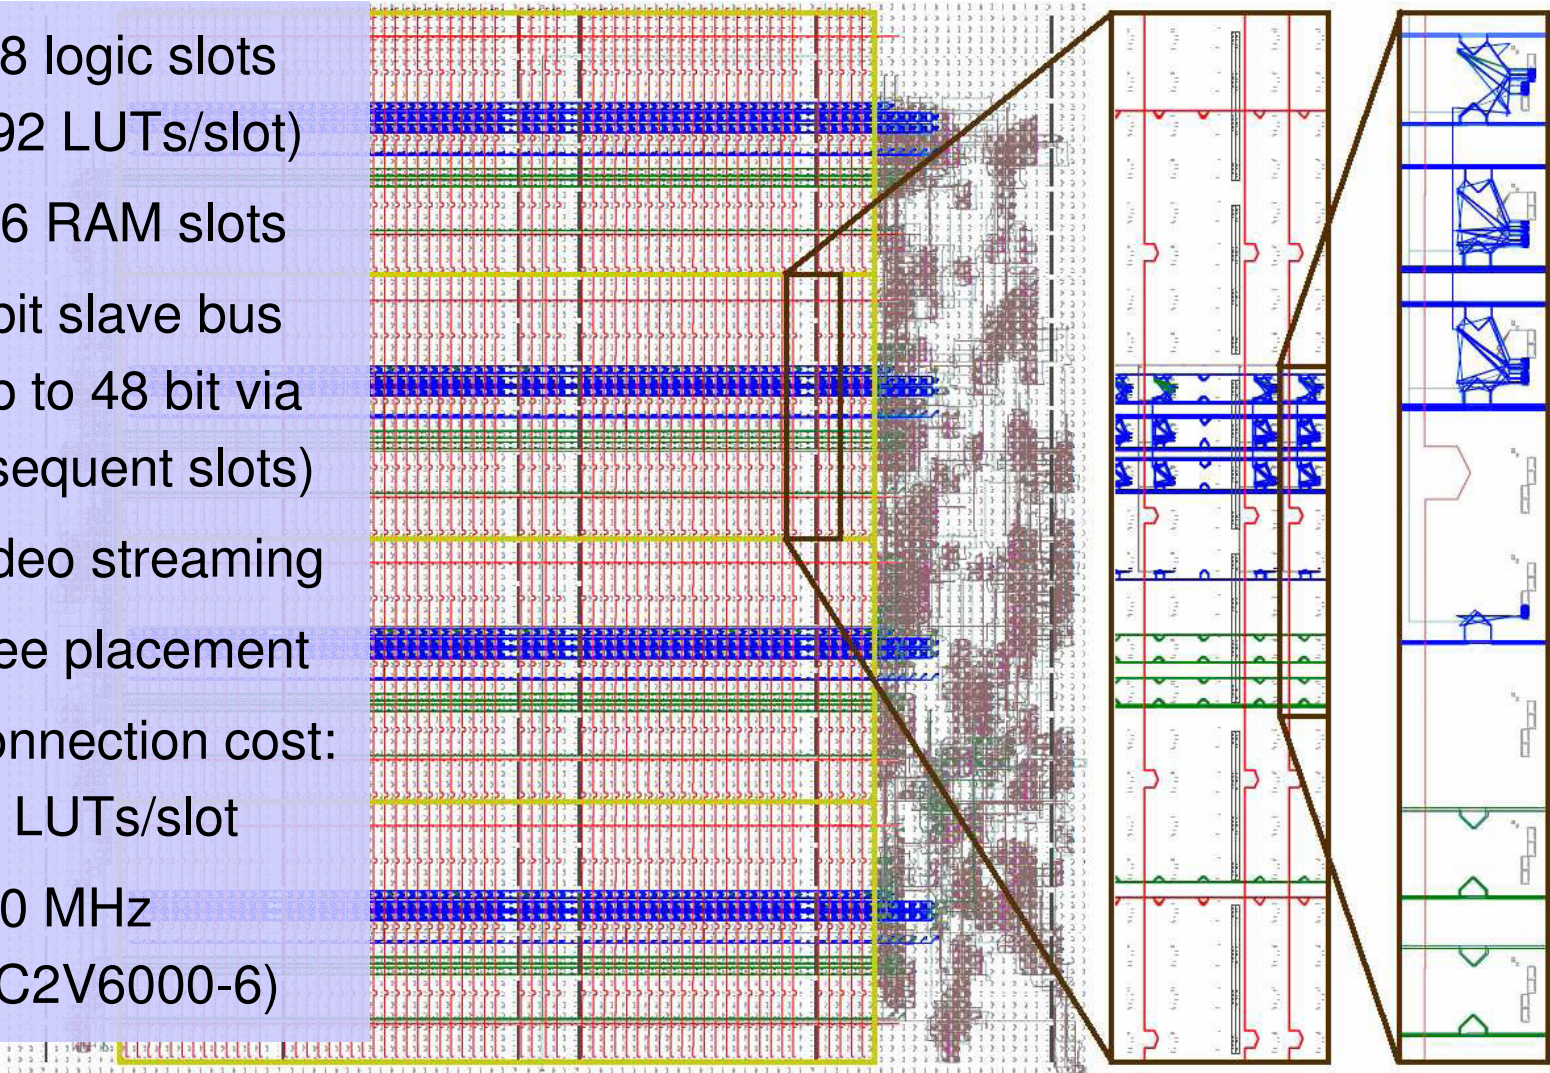 8 logic slots
92 LUTs/slot)
6 RAM slots
bit slave bus
to 48 bit via
sequent slots)
deo streaming
ee placement
onnection cost:
LUTs/slot
0 MHz
C2V6000-6)